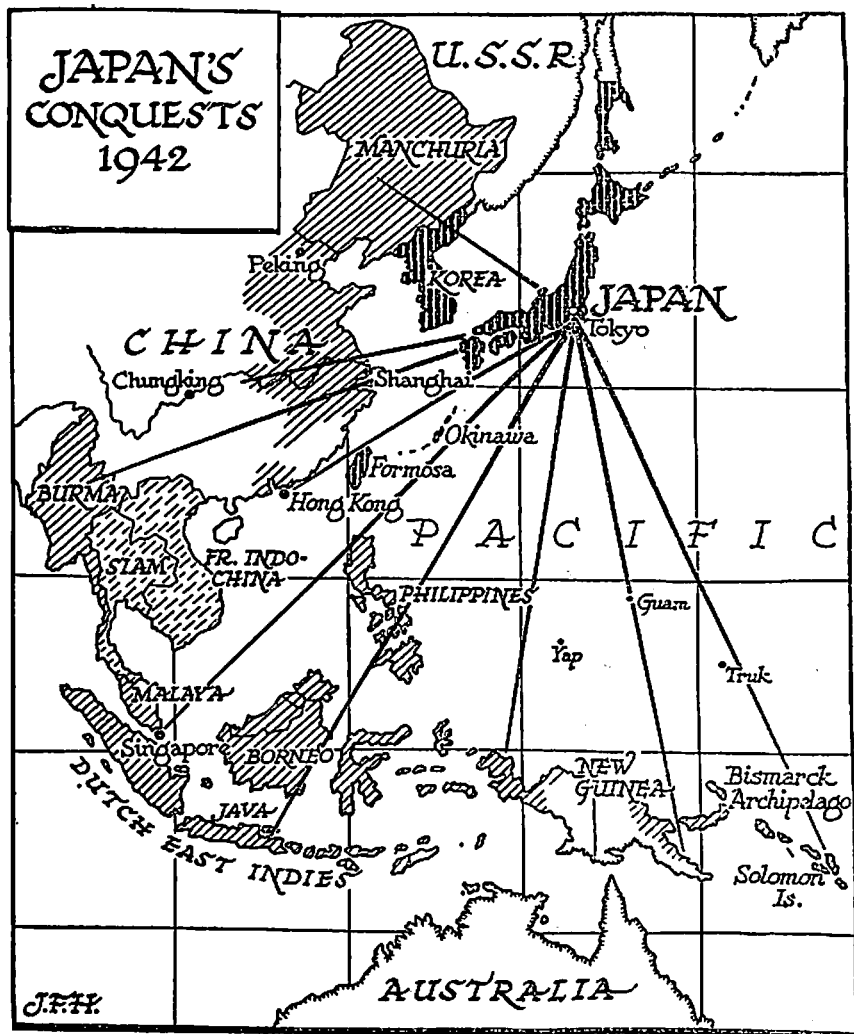 JAPAN'S
CONQUESTS
1942
U.S.S.R
MANCHURIA
Peking
KOREA
JAPAN
Tokyo
CHINA
Chungking
Shanghai
Okinawa
Formosa
Hong Kong
BURMA
SIAM
FR. INDO-
CHINA
PACIFIC
PHILIPPINES
Guam
Yap
Truk
MALAYA
Singapore
BORNEO
NEW
GUINEA
Bismarck
Archipelago
JAVA
DUTCH EAST INDIES
Solomon
Is.
AUSTRALIA
J.F.H.